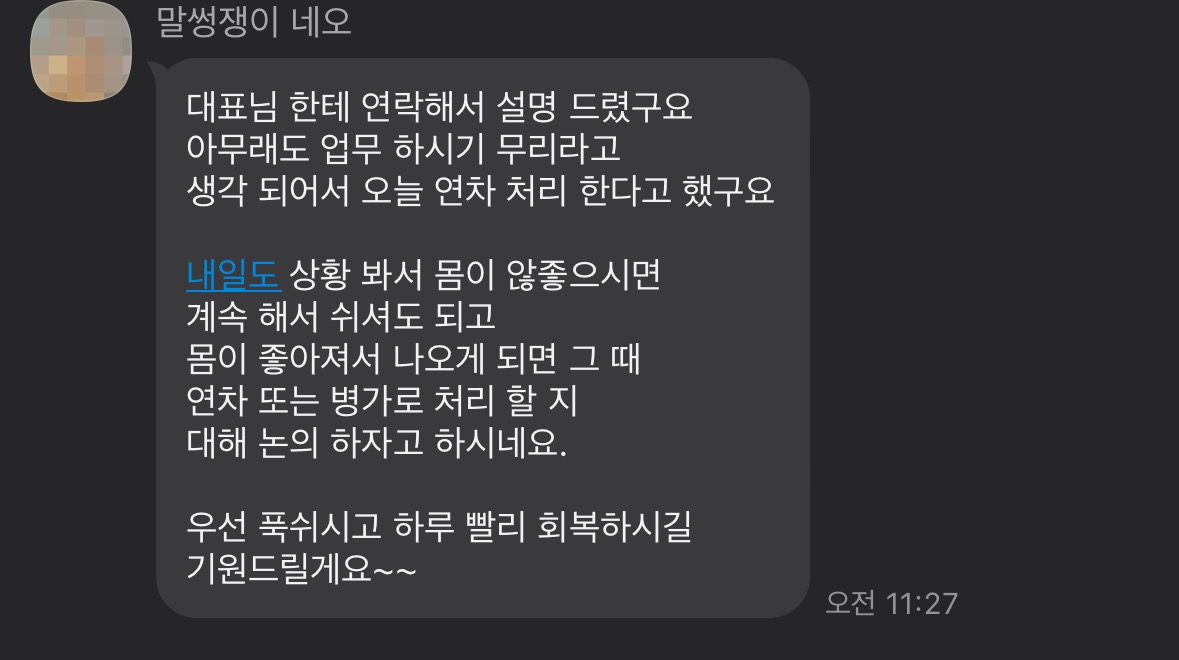 말썽쟁이 네오
대표님 한테 연락해서 설명 드렸구요
아무래도 업무 하시기 무리라고
생각 되어서 오늘 연차 처리 한다고 했구요
내일도 상황 봐서 몸이 않좋으시면
계속 해서 쉬셔도 되고
몸이 좋아져서 나오게 되면 그 때
연차 또는 병가로 처리 할 지
대해 논의 하자고 하시네요.
우선 푹쉬시고 하루 빨리 회복하시길
기원드릴게요~~
오전 11:27